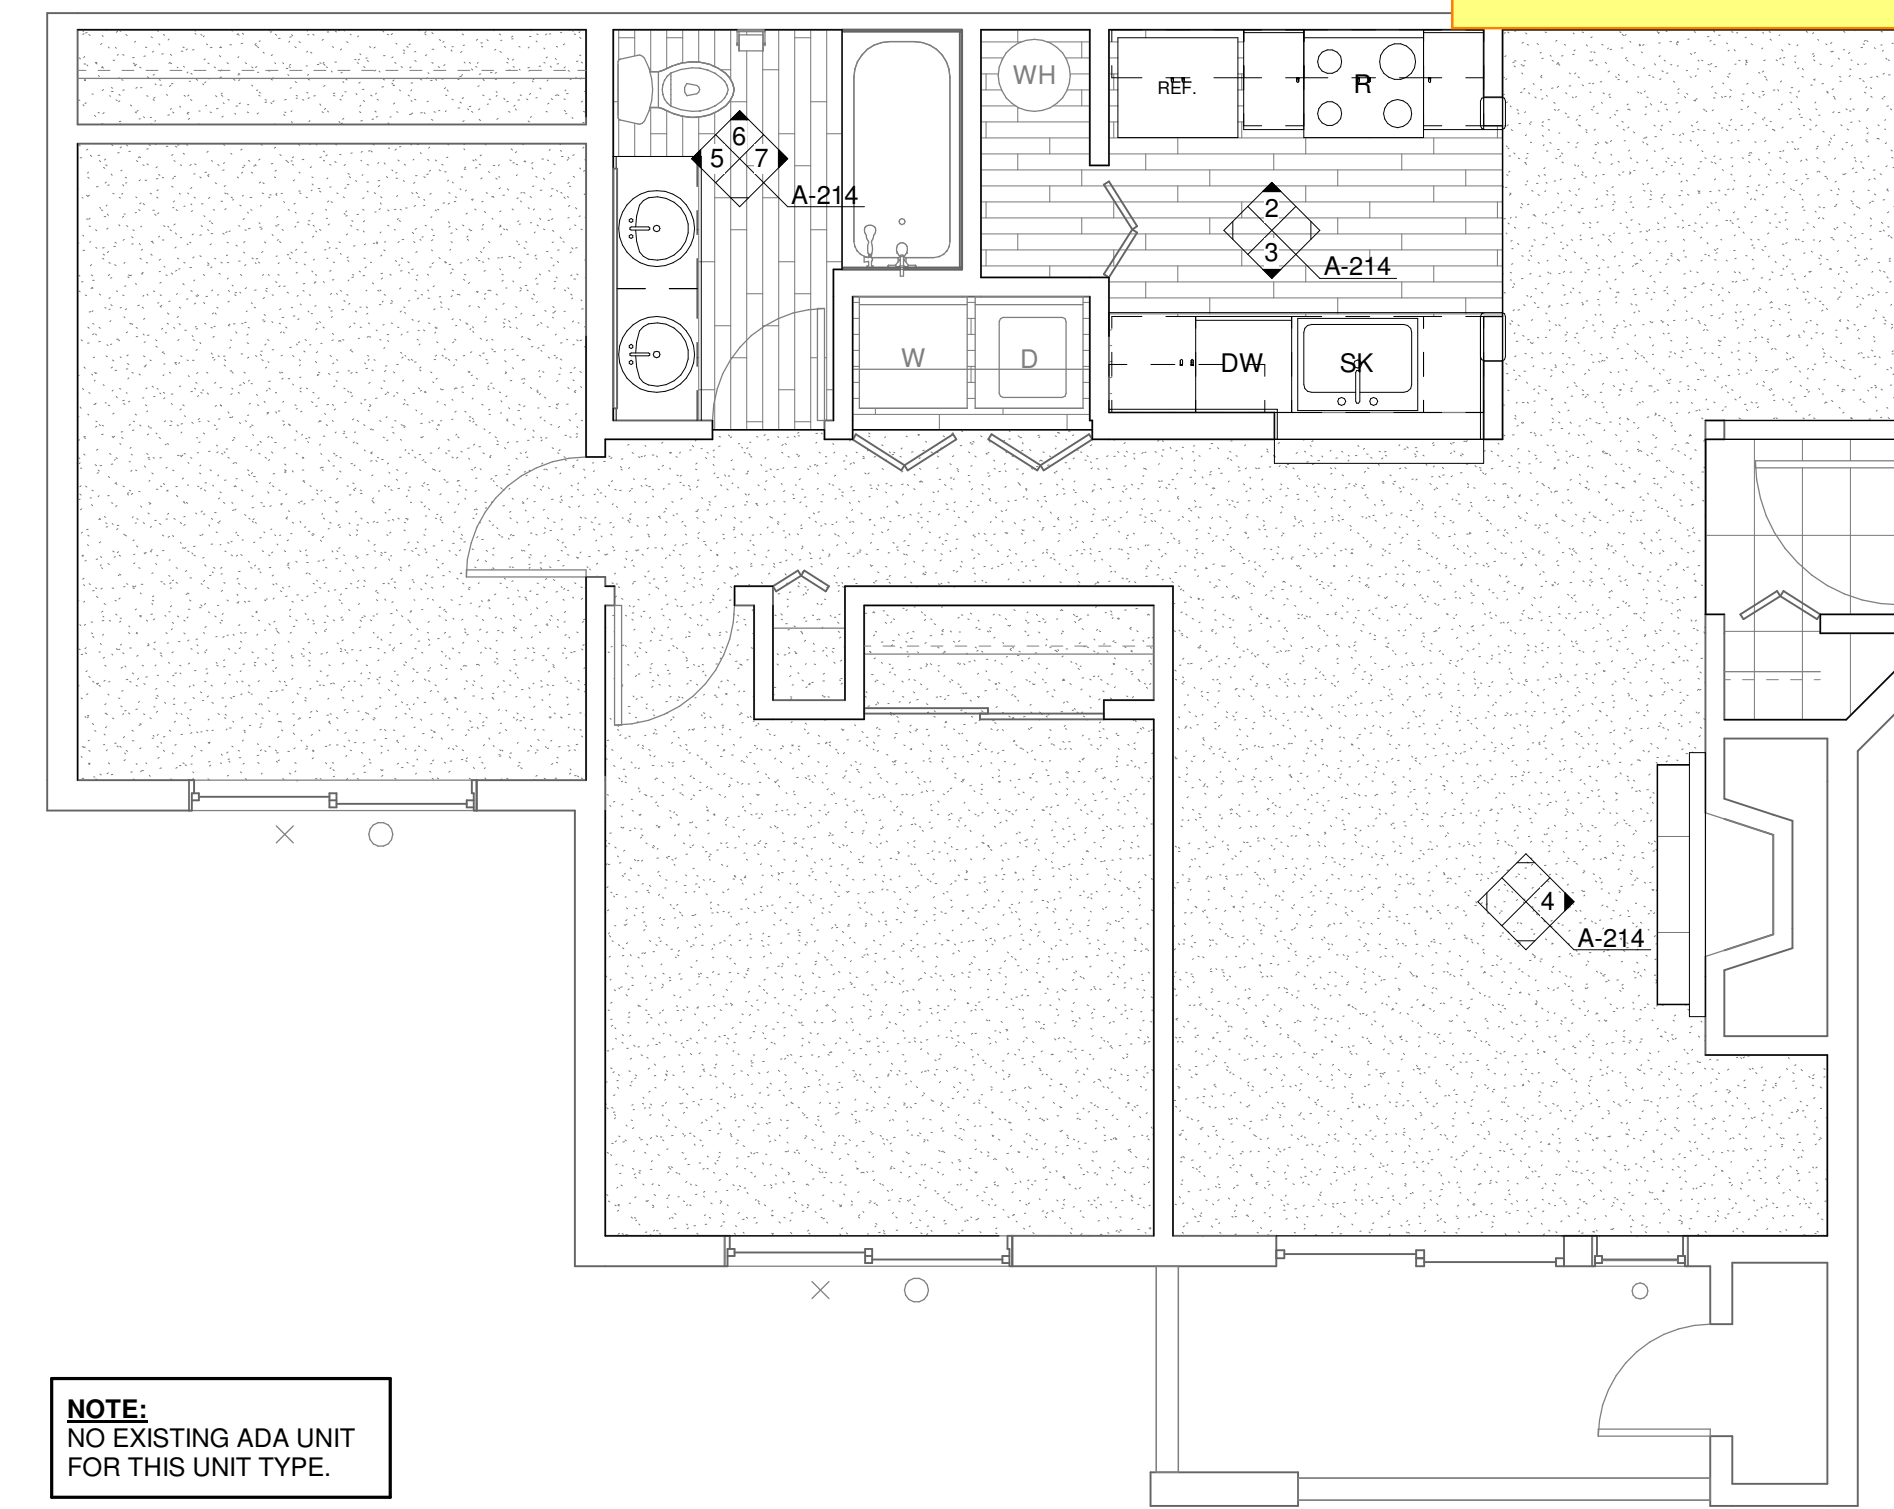 WH
REF.
R
6
5 7
A-214
2
3
A-214
W
D
DW
SK
4
A-214
NOTE:
NO EXISTING ADA UNIT
FOR THIS UNIT TYPE.